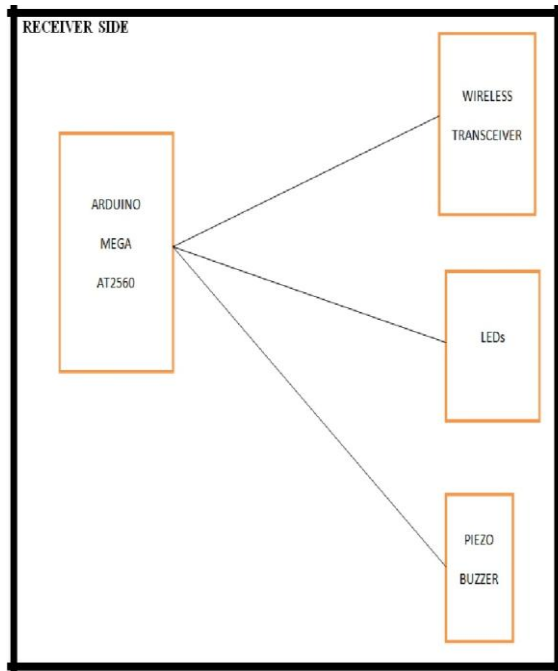 RECEIVER SIDE
WIRELESS
TRANSCEIVER
ARDUINO
MEGA
AT2560
LEDs
PIEZO
BUZZER